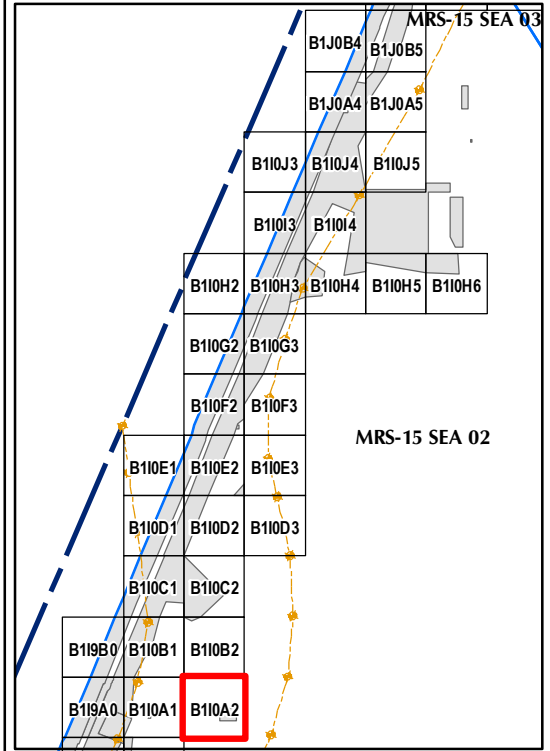 MRS-15 SEA 03
B1J0B4 B1J0B5
B1J0A4 B1J0A5
B1I0J3 B1I0J4 B1I0J5
B1I0I3 B1I0I4
B1I0H2 B1I0H3 B1I0H4 B1I0H5 B1I0H6
B1I0G2 B1I0G3
B1I0F2 B1I0F3
MRS-15 SEA 02
B1I0E1 B1I0E2 B1I0E3
B1I0D1 B1I0D2 B1I0D3
B1I0C1 B1I0C2
B1I9B0 B1I0B1 B1I0B2
B1I9A0 B1I0A1 B1I0A2